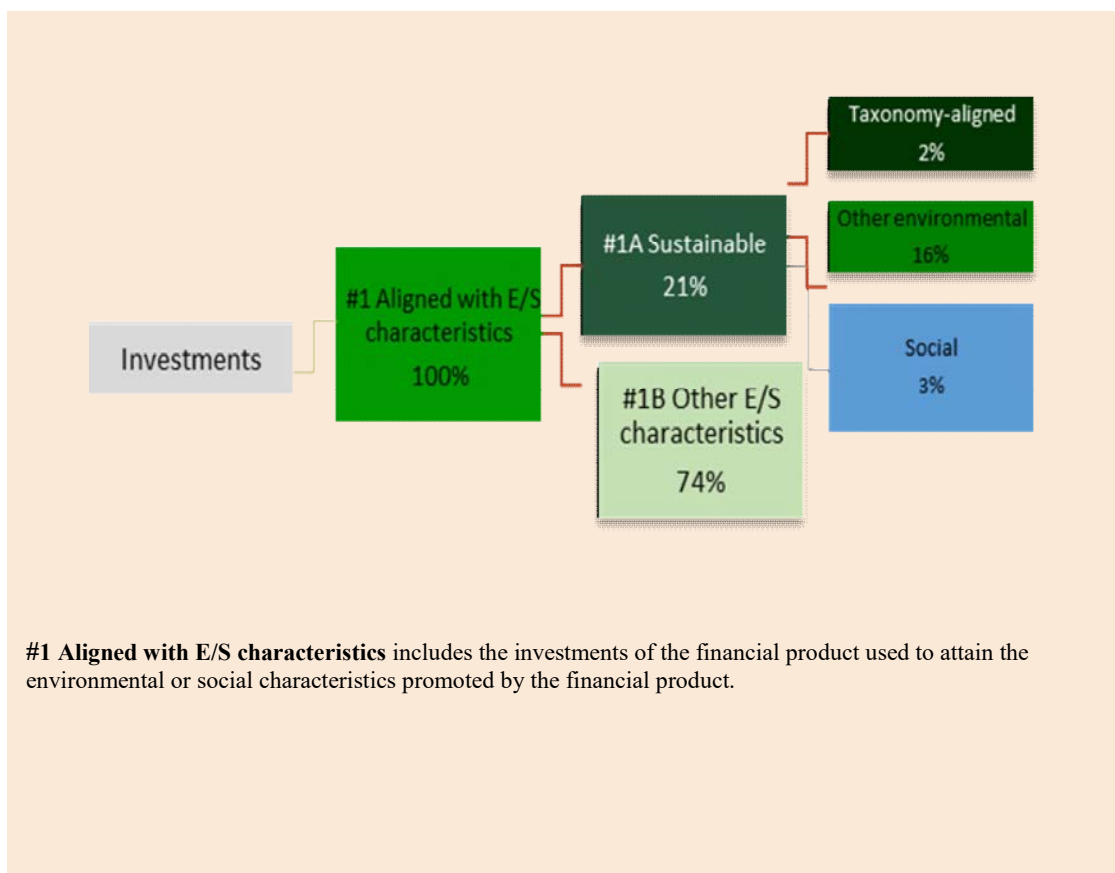 Investments
#1 Aligned with E/S
characteristics
100%
#1A Sustainable
21%
#1B Other E/S
characteristics
74%
Taxonomy-aligned
2%
Other environmental
16%
Social
3%
#1 Aligned with E/S characteristics includes the investments of the financial product used to attain the
environmental or social characteristics promoted by the financial product.